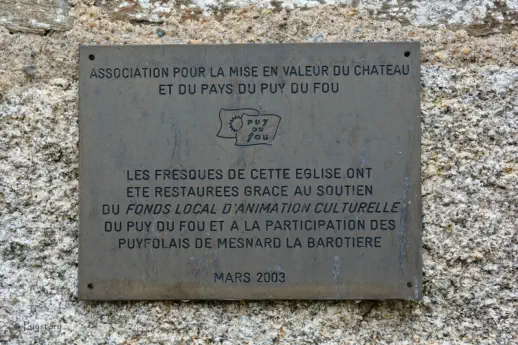 ASSOCIATION POUR LA MISE EN VALEUR DU CHATEAU
ET DU PAYS DU PUY DU FOU
PUY
DU
FOU
LES FRESQUES DE CETTE EGLISE ONT
ETE RESTAUREES GRACE AU SOUTIEN
DU FONDS LOCAL D'ANIMATION CULTURELLE
DU PUY DU FOU ET A LA PARTICIPATION DES
PUYFOLAIS DE MESNARD LA BAROTIERE
MARS 2003